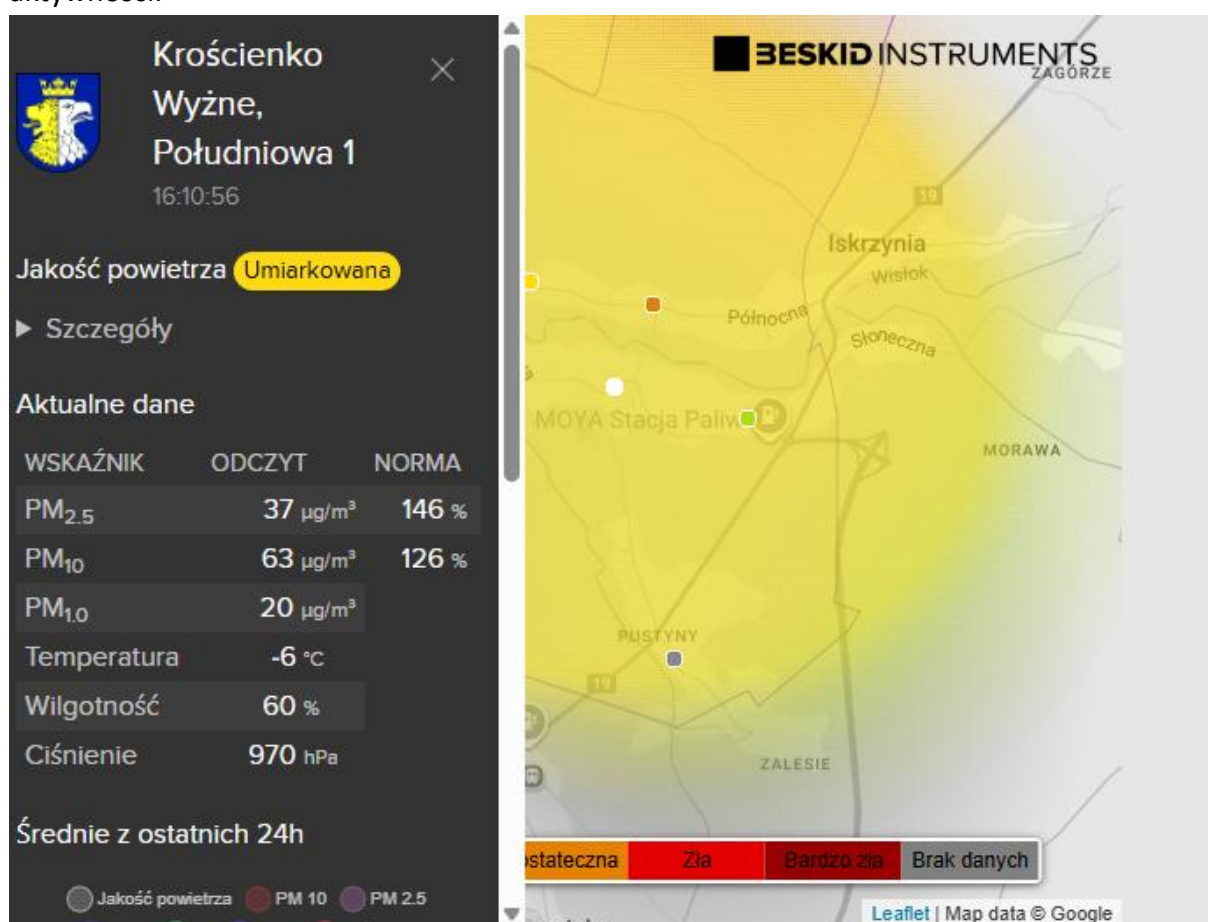 Krościenko
Wyżne,
Południowa 1
16:10:56
Jakość powietrza Umiarkowana
Szczegóły
Aktualne dane
WSKAŹNIK ODCZYT NORMA
PM2.5 37 µg/m³ 146 %
PM10 63 µg/m³ 126 %
PM1.0 20 µg/m³
Temperatura -6 °C
Wilgotność 60 %
Ciśnienie 970 hPa
Średnie z ostatnich 24h
Jakość powietrza PM 10 PM 2.5
BESKID INSTRUMENTS
ZAGÓRZE
19
Iskrzynia
Wisłok
Północna
Słoneczna
MOYA Stacja Paliw
MORAWA
PUSTYNY
19
ZALESIE
ostateczna Zła Bardzo zła Brak danych
Leaflet | Map data © Google